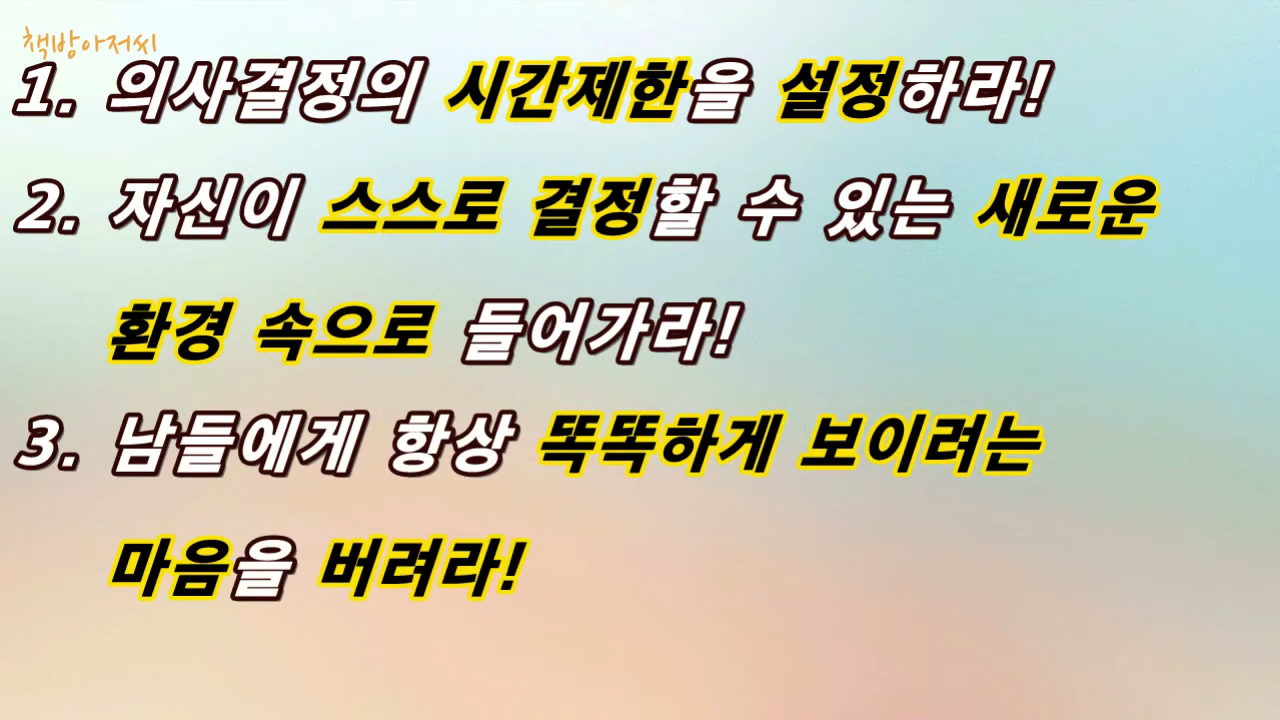 책방아저씨
1. 의사결정의 시간제한을 설정하라!
2. 자신이 스스로 결정할 수 있는 새로운
환경 속으로 들어가라!
3. 남들에게 항상 똑똑하게 보이려는
마음을 버려라!